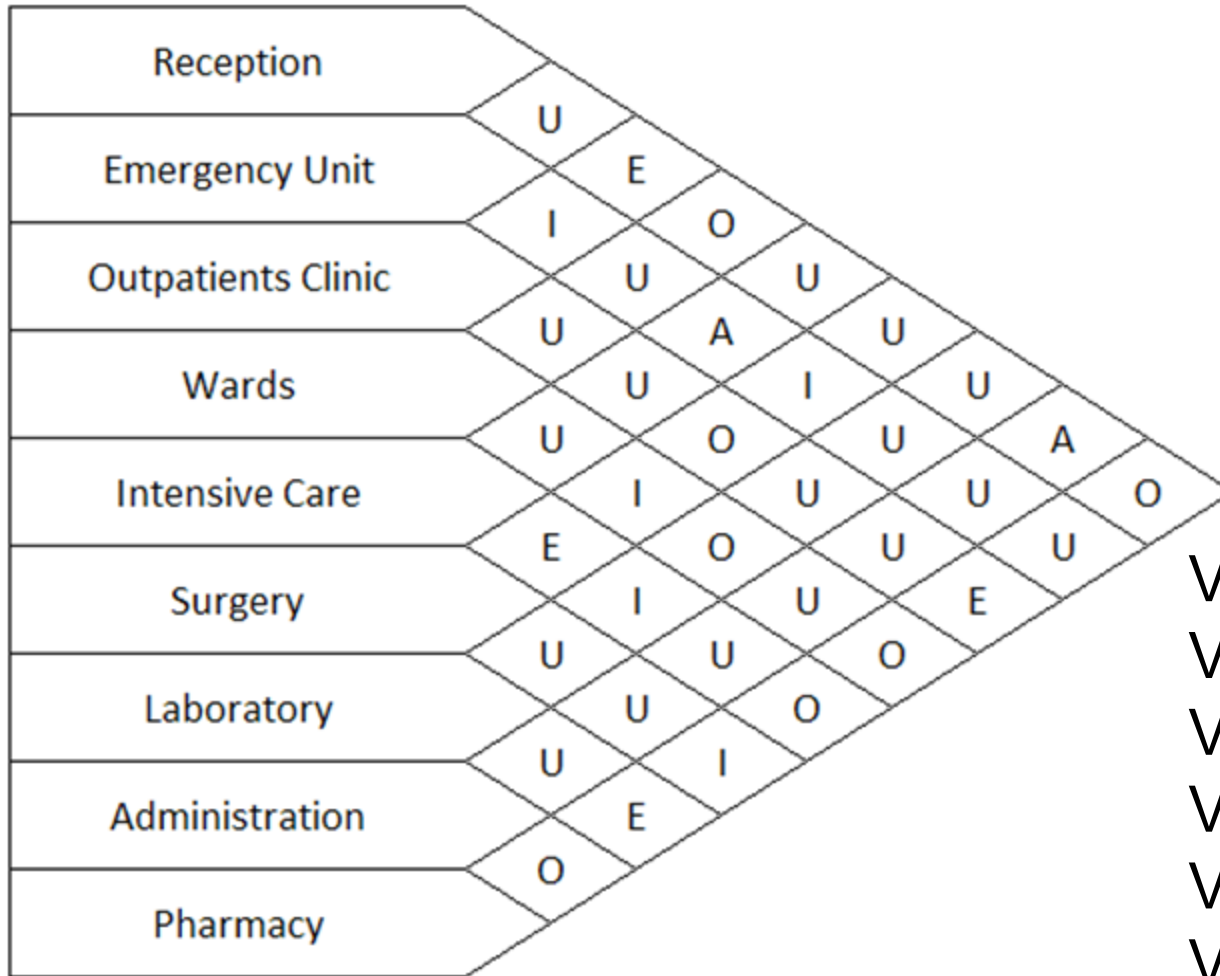 Reception
U
Emergency Unit E
I O
Outpatients Clinic U U
U A U
Wards U I U
U O U A
Intensive Care I U U O
E O U U
Surgery I U E
U U O
Laboratory U O
U I
Administration E
O
Pharmacy
V
V
V
V
V
V